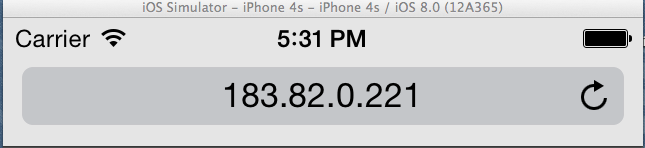 iOS Simulator – iPhone 4s – iPhone 4s / iOS 8.0 (12A365)
Carrier 5:31 PM
183.82.0.221